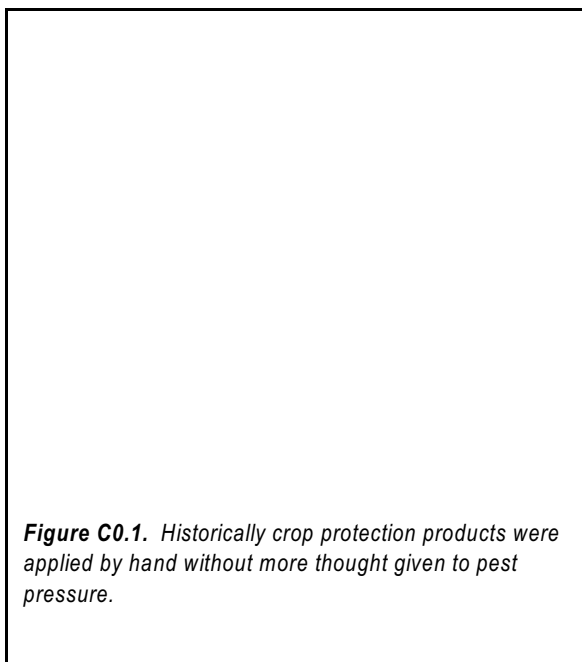 Figure C0.1. Historically crop protection products were
applied by hand without more thought given to pest
pressure.